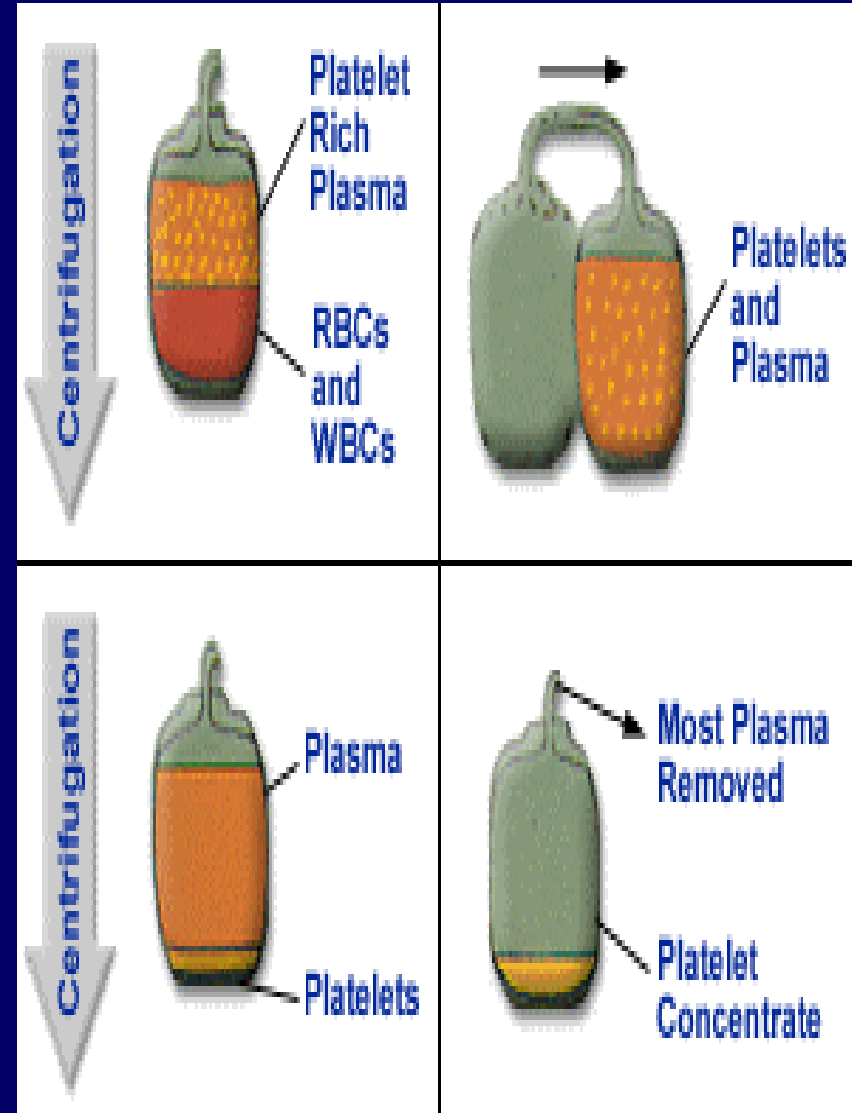 Centrifugation
Platelet
Rich
Plasma
RBCs
and
WBCs
Platelets
and
Plasma
Centrifugation
Plasma
Platelets
Most Plasma
Removed
Platelet
Concentrate